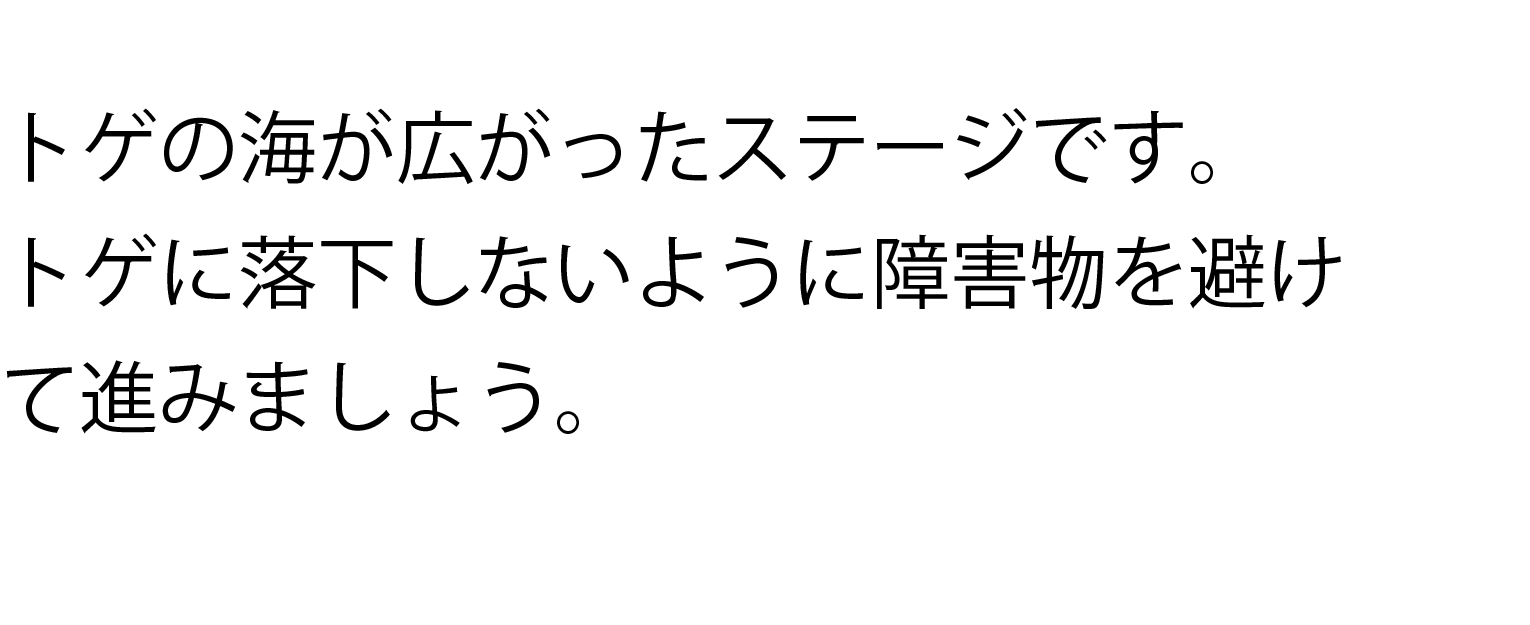 トゲの海が広がったステージです。
トゲに落下しないように障害物を避け
て進みましょう。